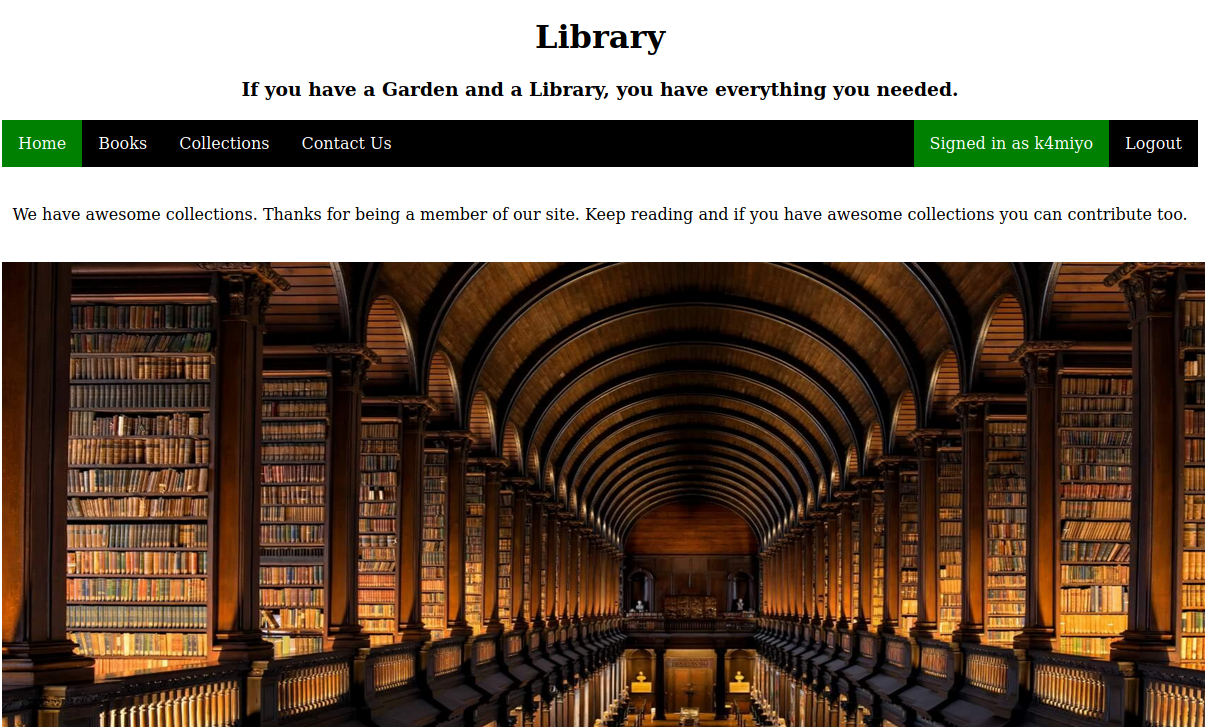 Library
If you have a Garden and a Library, you have everything you needed.
Home Books Collections Contact Us Signed in as k4miyo Logout
We have awesome collections. Thanks for being a member of our site. Keep reading and if you have awesome collections you can contribute too.